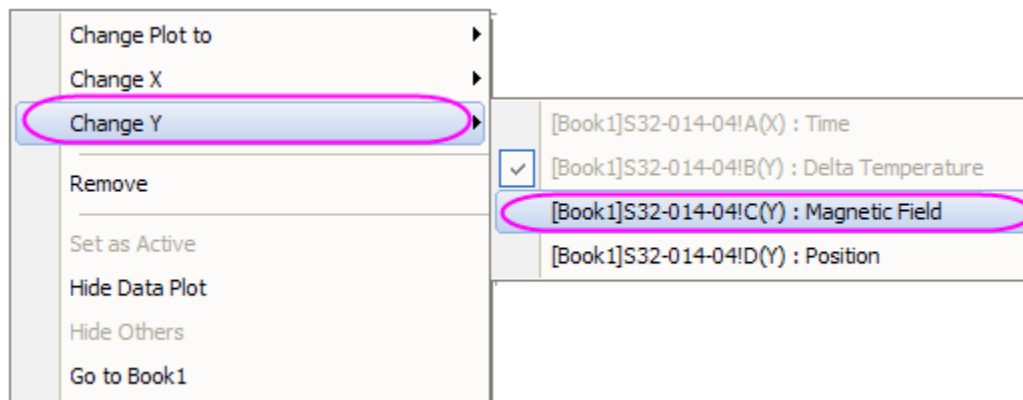 Change Plot to
Change X
Change Y
Remove
Set as Active
Hide Data Plot
Hide Others
Go to Book1
[Book1]S32-014-04!A(X) : Time
[Book1]S32-014-04!B(Y) : Delta Temperature
[Book1]S32-014-04!C(Y) : Magnetic Field
[Book1]S32-014-04!D(Y) : Position